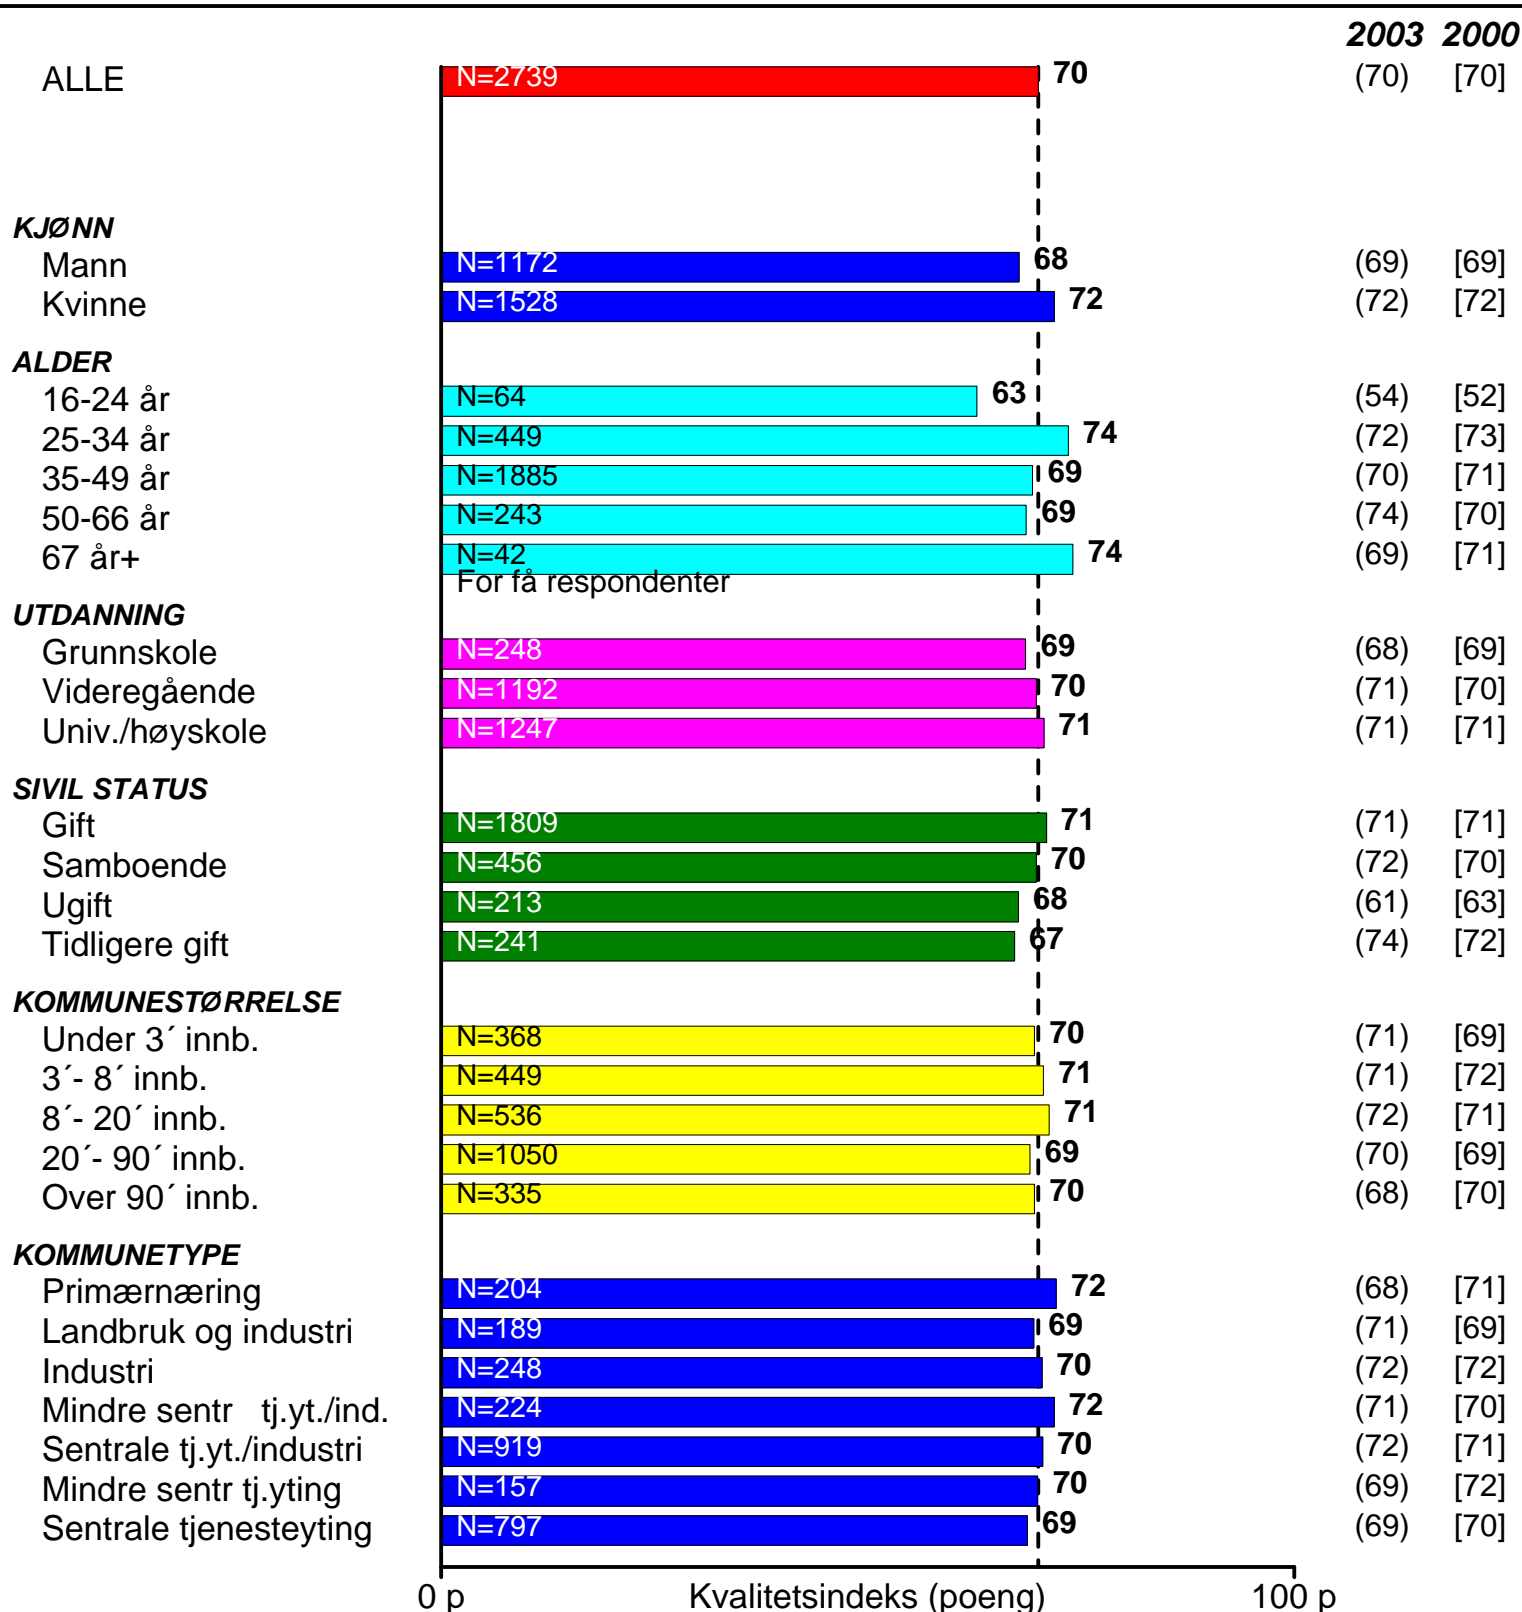 2003 2000
ALLE N=2739 70 (70) [70]
KJØNN
Mann N=1172 68 (69) [69]
Kvinne N=1528 72 (72) [72]
ALDER
16-24 år N=64 63 (54) [52]
25-34 år N=449 74 (72) [73]
35-49 år N=1885 69 (70) [71]
50-66 år N=243 69 (74) [70]
67 år+ N=42 74 (69) [71]
For få respondenter
UTDANNING
Grunnskole N=248 69 (68) [69]
Videregående N=1192 70 (71) [70]
Univ./høyskole N=1247 71 (71) [71]
SIVIL STATUS
Gift N=1809 71 (71) [71]
Samboende N=456 70 (72) [70]
Ugift N=213 68 (61) [63]
Tidligere gift N=241 67 (74) [72]
KOMMUNESTØRRELSE
Under 3´ innb. N=368 70 (71) [69]
3´- 8´ innb. N=449 71 (71) [72]
8´- 20´ innb. N=536 71 (72) [71]
20´- 90´ innb. N=1050 69 (70) [69]
Over 90´ innb. N=335 70 (68) [70]
KOMMUNETYPE
Primærnæring N=204 72 (68) [71]
Landbruk og industri N=189 69 (71) [69]
Industri N=248 70 (72) [72]
Mindre sentr tj.yt./ind. N=224 72 (71) [70]
Sentrale tj.yt./industri N=919 70 (72) [71]
Mindre sentr tj.yting N=157 70 (69) [72]
Sentrale tjenesteyting N=797 69 (69) [70]
0 p Kvalitetsindeks (poeng) 100 p